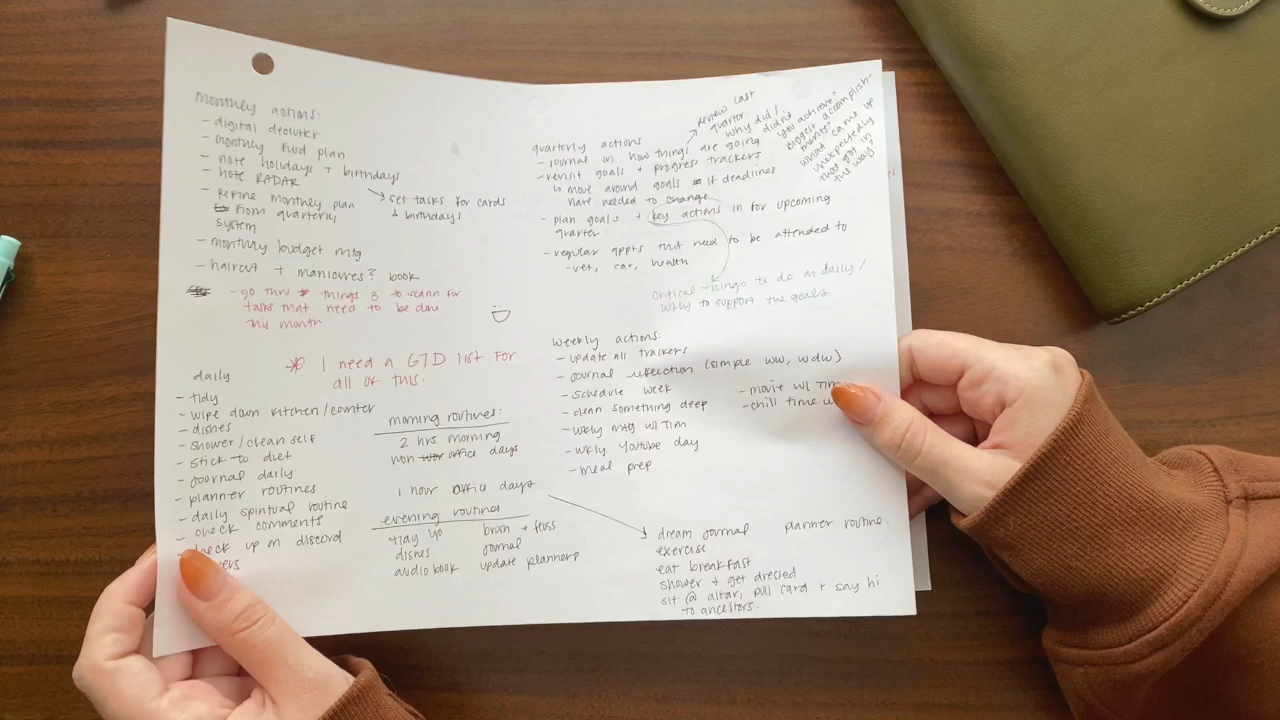 monthly actions:
- digital declutter
- monthly food plan
- note holidays + birthdays
→ set tasks for cards
+ birthdays
- note RADAR
- refine monthly plan
from quarterly
system
- monthly budget mtg
- haircut + manicures? book
- go thru things 3 to scann for
tasks that need to be done
this month
* I need a GTD list for
all of this.
daily
- tidy
- wipe down kitchen/counter
- dishes
- shower/clean self
- stick to diet
- journal daily
- planner routines
- daily spiritual routine
- check comments
check up on discord
morning routines:
2 hrs morning
non office days
1 hour office days
evening routines
tidy up
dishes
audio book
brush + floss
journal
update planners
quarterly actions
- journal in how things are going
review last
quarter.
why did/
didn't
you achieve?
biggest accomplish-
ments?
what came up
unexpectedly
that got in
the way?
- revisit goals + progress trackers
↳ move around goals if deadlines
have needed to change
- plan goals + key actions in for upcoming
quarter
- regular appts that need to be attended to
- vet, car, health
critical things to do on daily/
wkly to support the goals
weekly actions:
- update all trackers
- journal reflection (simple ww, wdw)
- schedule week
- clean something deep
- wkly mtg w/ Tim
- wkly Youtube day
- meal prep
- movie w/ Tim
- chill time
dream journal
planner routine.
exercise
eat breakfast
shower + get dressed
sit @ altar, pull card + say hi
to ancestors.